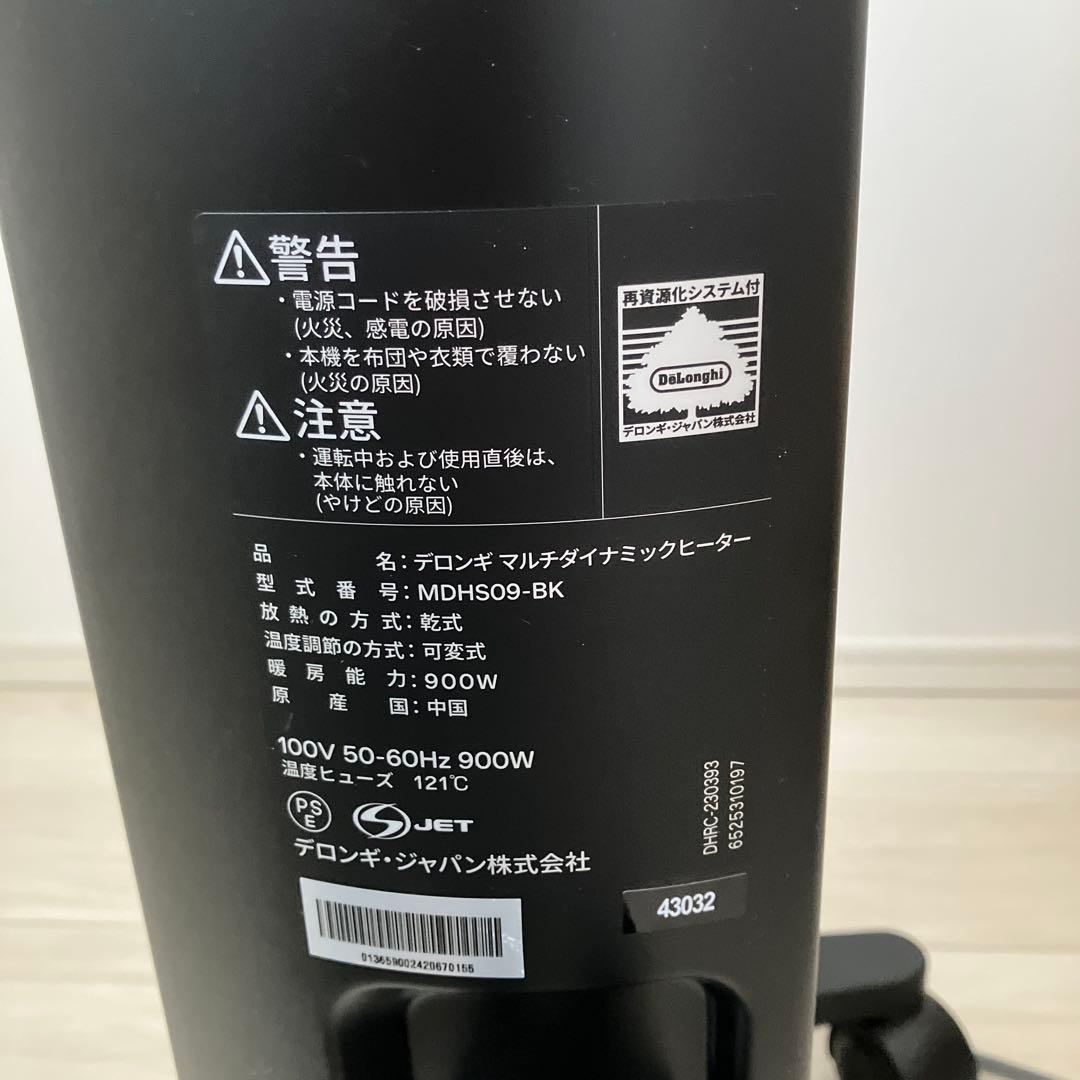 警告
・電源コードを破損させない
(火災、感電の原因)
・本機を布団や衣類で覆わない
(火災の原因)
注意
・運転中および使用直後は、
本体に触れない
(やけどの原因)
再資源化システム付
DeLonghi
デロンギ・ジャパン株式会社
品名：デロンギ マルチダイナミックヒーター
型式番号：MDHS09-BK
放熱の方式：乾式
温度調節の方式：可変式
暖房能力：900W
原産国：中国
100V 50-60Hz 900W
温度ヒューズ 121℃
PSE
JET
デロンギ・ジャパン株式会社
DHRC-230393
6525310197
43032
013659002420670155